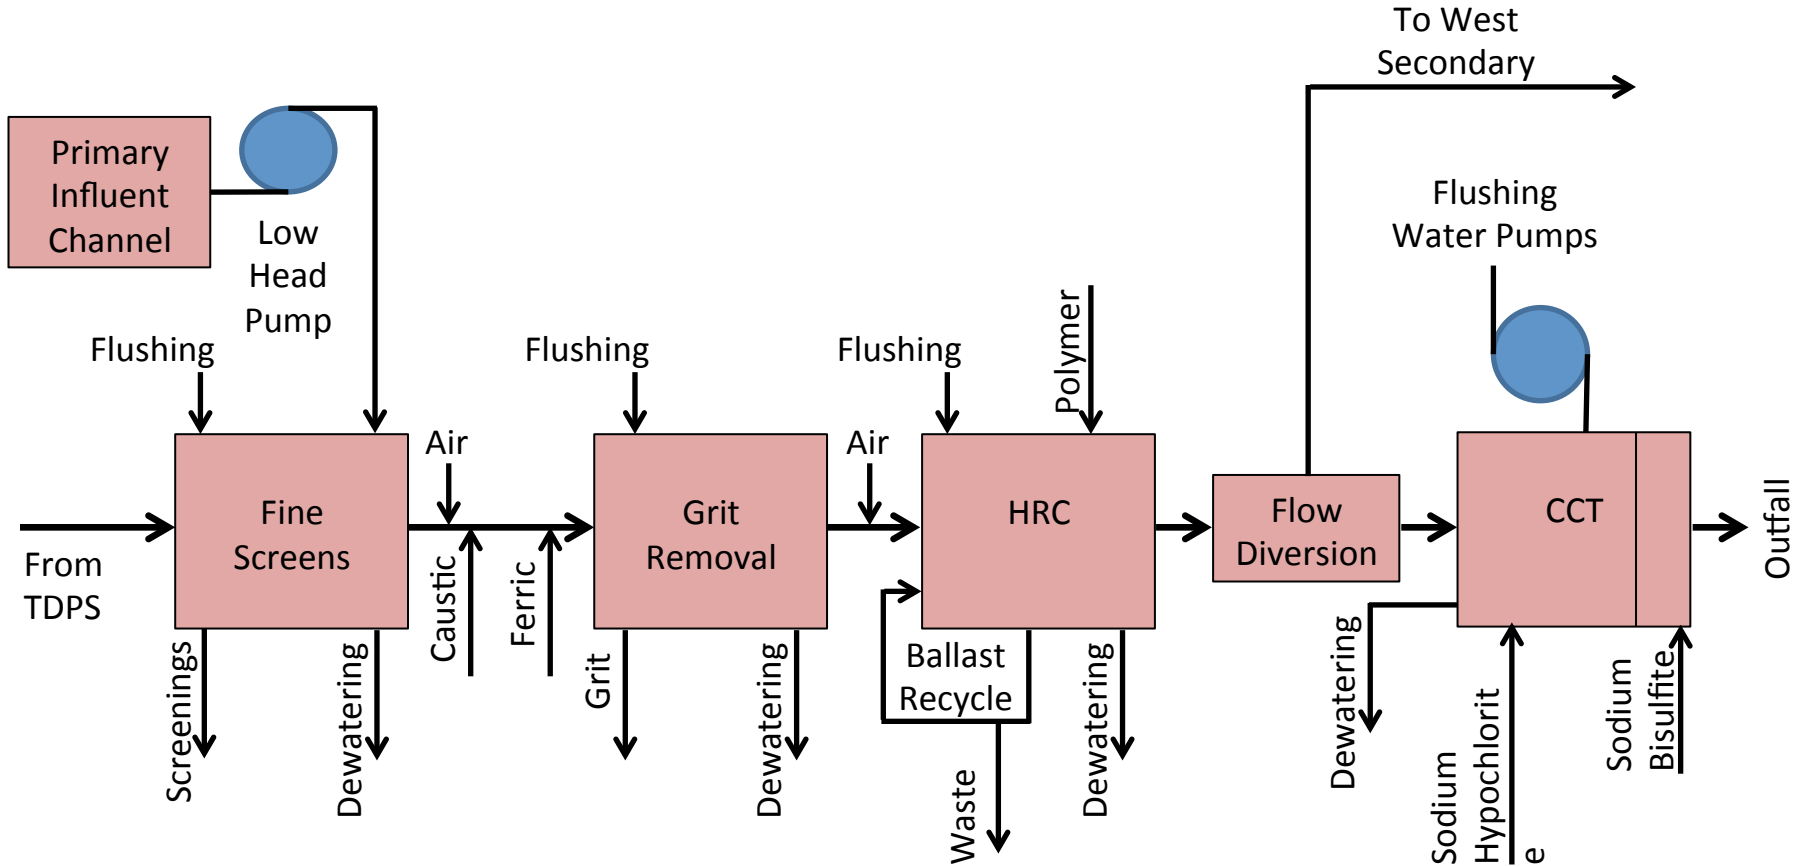 To West
Secondary
Primary
Influent
Channel
Low
Head
Pump
Flushing
Water Pumps
Flushing
Flushing
Flushing
Polymer
Air
Air
Fine
Screens
Grit
Removal
HRC
Flow
Diversion
CCT
Outfall
From
TDPS
Caustic
Ferric
Screenings
Dewatering
Grit
Dewatering
Ballast
Recycle
Waste
Dewatering
Dewatering
Sodium
Hypochlorit
e
Sodium
Bisulfite